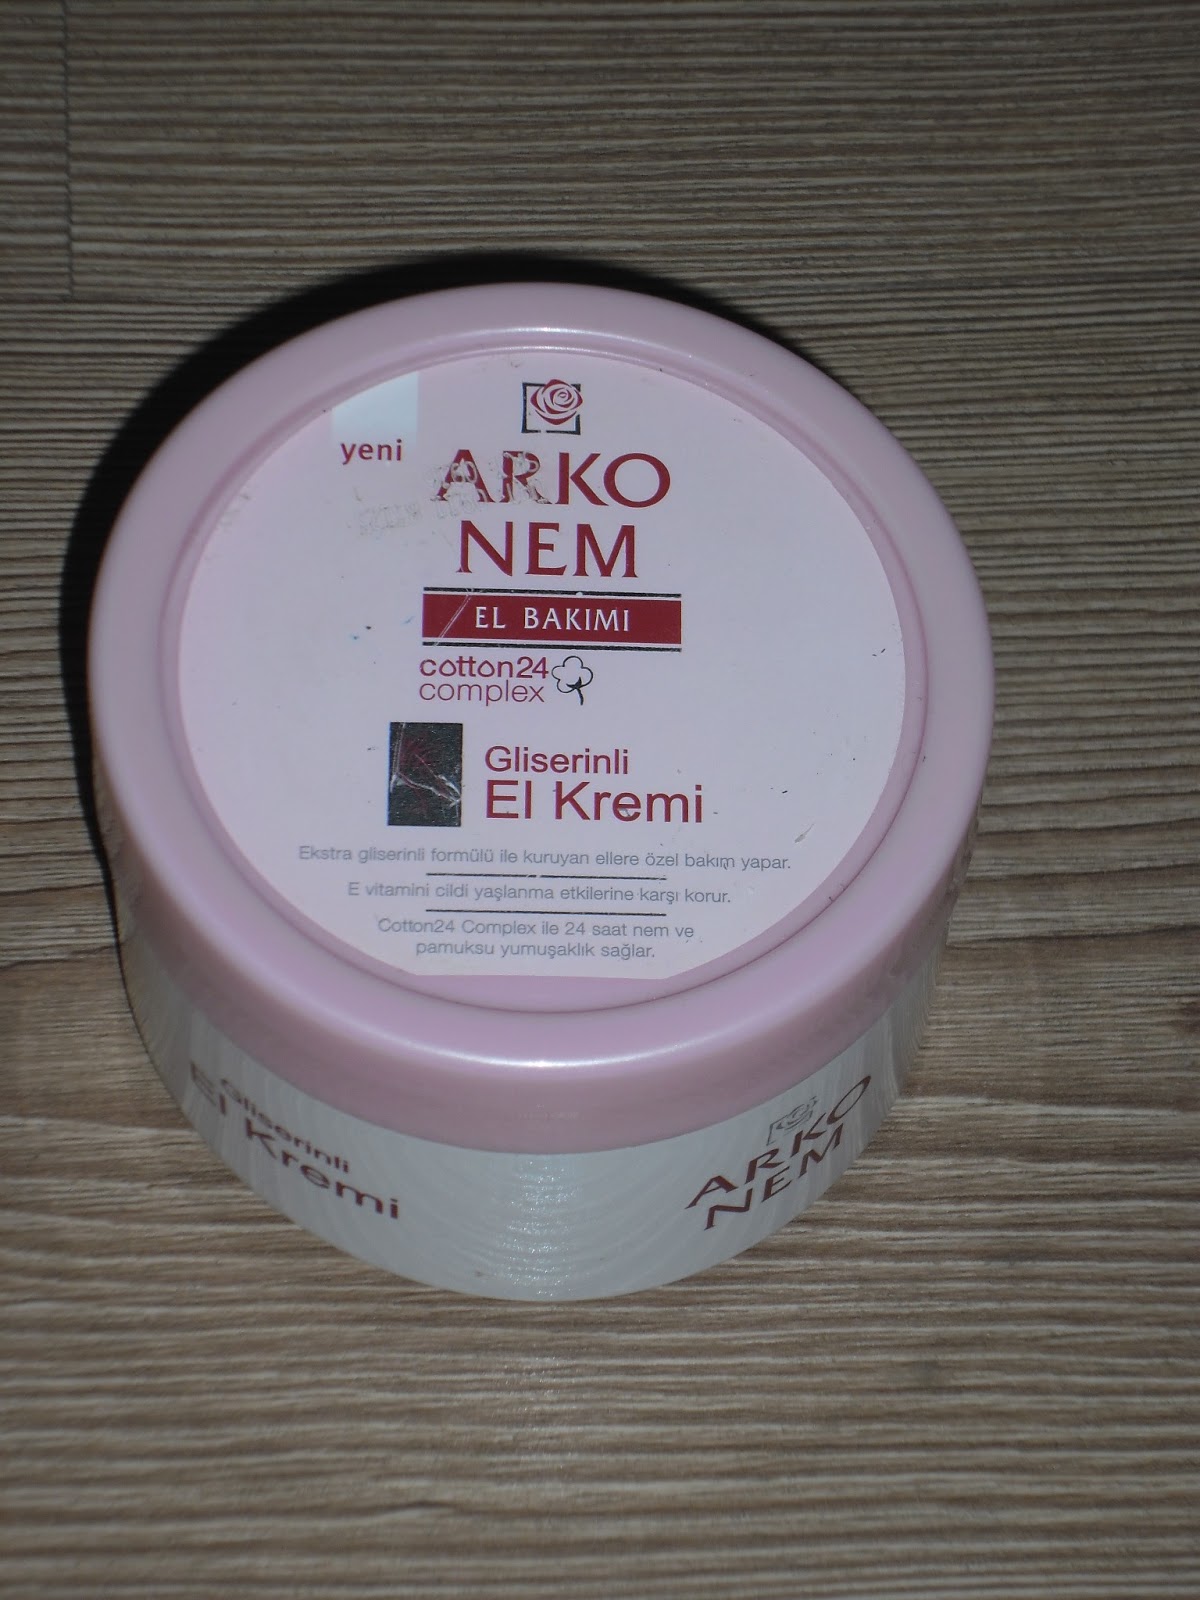 yeni
ARKO
NEM
EL BAKIMI
cotton24
complex
Gliserinli
El Kremi
Ekstra gliserinli formülü ile kuruyan ellere özel bakım yapar.
E vitamini cildi yaşlanma etkilerine karşı korur.
Cotton24 Complex ile 24 saat nem ve
pamuksu yumuşaklık sağlar.
Gliserinli
El Kremi
ARKO
NEM